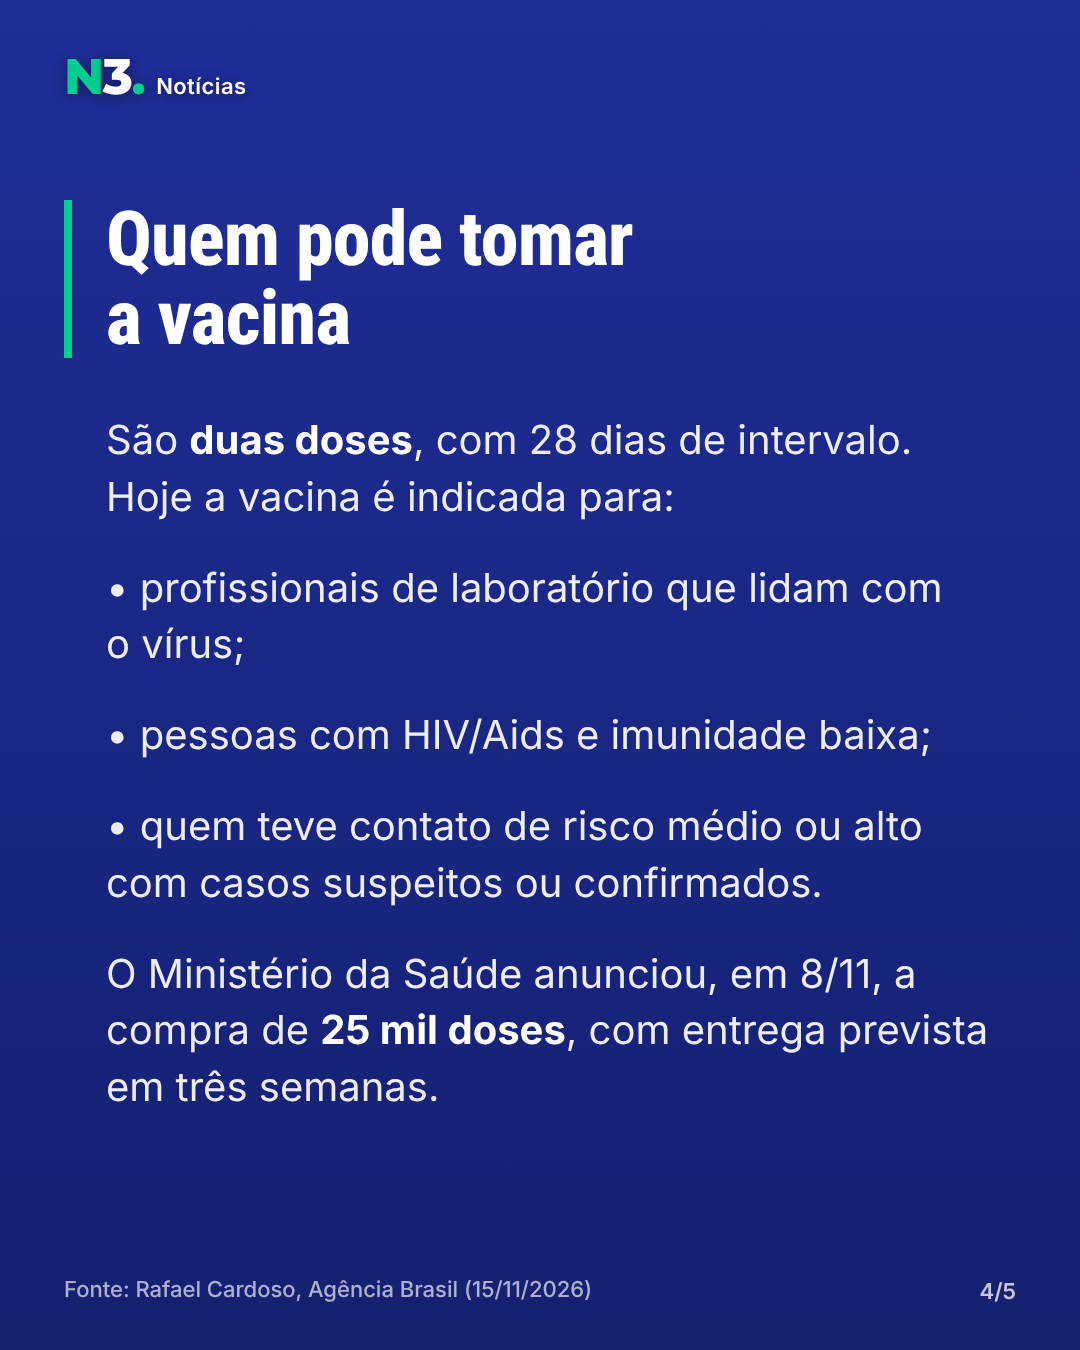 N3. Notícias
Quem pode tomar
a vacina
São duas doses, com 28 dias de intervalo.
Hoje a vacina é indicada para:
• profissionais de laboratório que lidam com
o vírus;
• pessoas com HIV/Aids e imunidade baixa;
• quem teve contato de risco médio ou alto
com casos suspeitos ou confirmados.
O Ministério da Saúde anunciou, em 8/11, a
compra de 25 mil doses, com entrega prevista
em três semanas.
Fonte: Rafael Cardoso, Agência Brasil (15/11/2026)
4/5